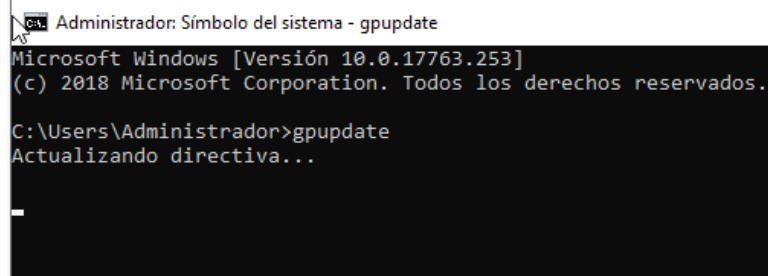 Administrador: Símbolo del sistema - gpupdate
Microsoft Windows [Versión 10.0.17763.253]
(c) 2018 Microsoft Corporation. Todos los derechos reservados.
C:\Users\Administrador>gpupdate
Actualizando directiva...